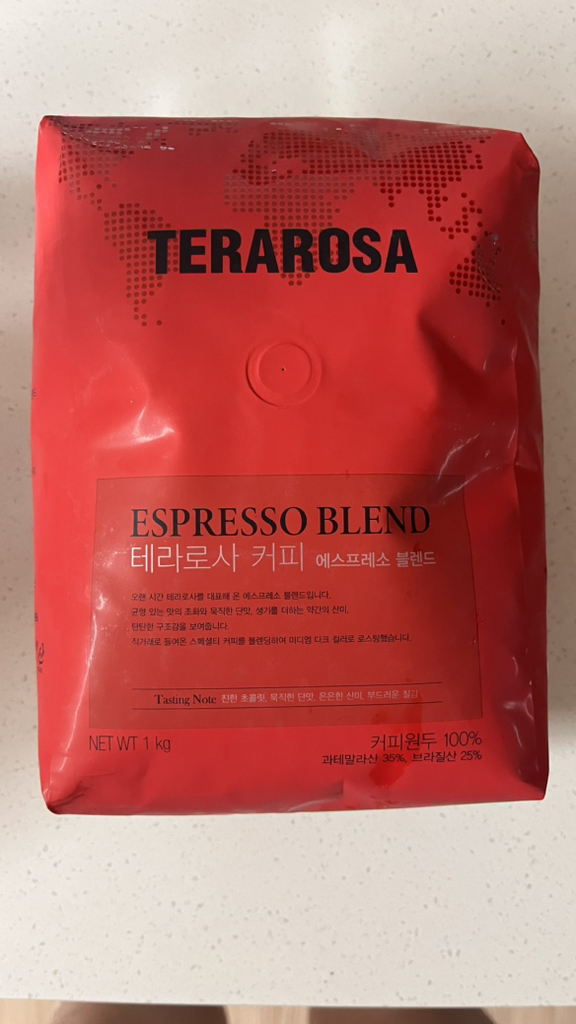 TERAROSA
ESPRESSO BLEND
테라로사 커피 에스프레소 블렌드
오랜 시간 테라로사를 대표해 온 에스프레소 블렌드입니다.
균형 있는 맛의 조화와 묵직한 단맛, 생기를 더하는 약간의 산미,
탄탄한 구조감을 보여줍니다.
직거래로 들여온 스페셜티 커피를 블렌딩하여 미디엄 다크 컬러로 로스팅했습니다.
Tasting Note 진한 초콜릿, 묵직한 단맛, 은은한 산미, 부드러운 질감
NET WT 1 kg
커피원두 100%
과테말라산 35%, 브라질산 25%